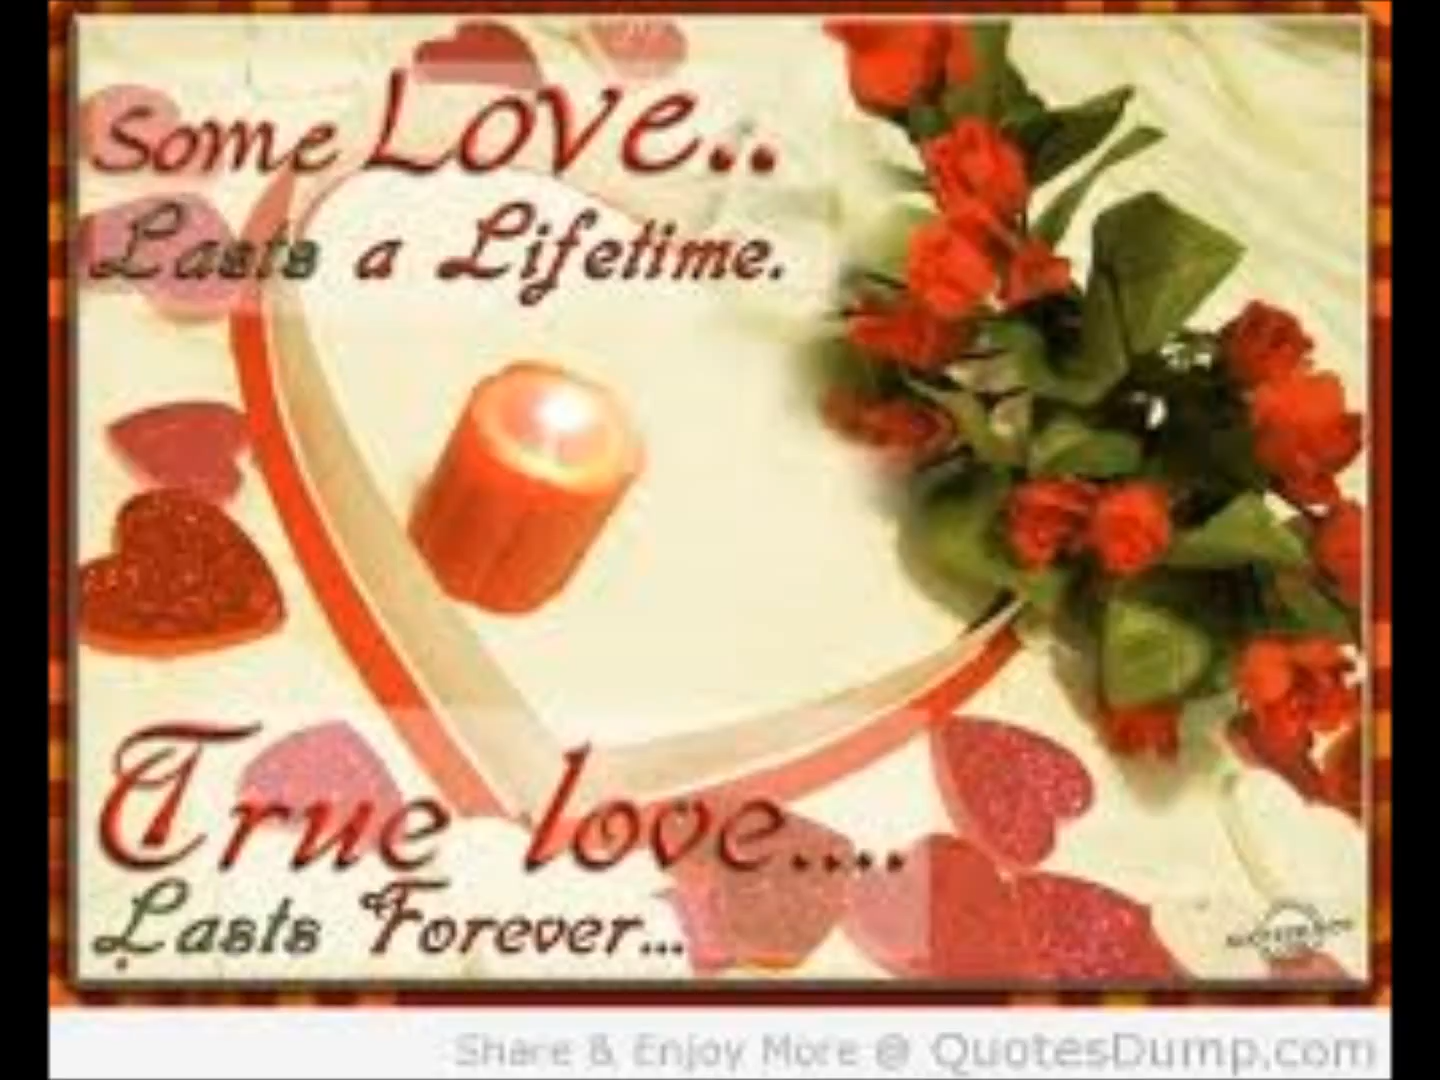 Some Love..
Lasts a Lifetime.
True love....
Lasts Forever...
Share & Enjoy More @ QuotesDump.com